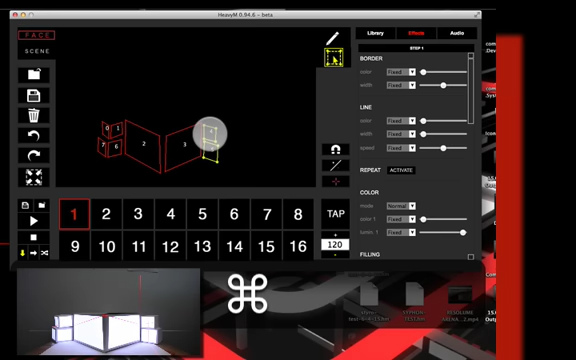 HeavyM 0.94.6 - beta
FACE
SCENE
Library
Effects
Audio
STEP 1
BORDER
color Fixed
width Fixed
LINE
color Fixed
width Fixed
speed Fixed
REPEAT ACTIVATE
COLOR
mode Normal
color 1 Fixed
lumin. 1 Fixed
FILLING
0 1
7 6
2
3
4
1 2 3 4 5 6 7 8
9 10 11 12 13 14 15 16
TAP
+
120
-
⌘